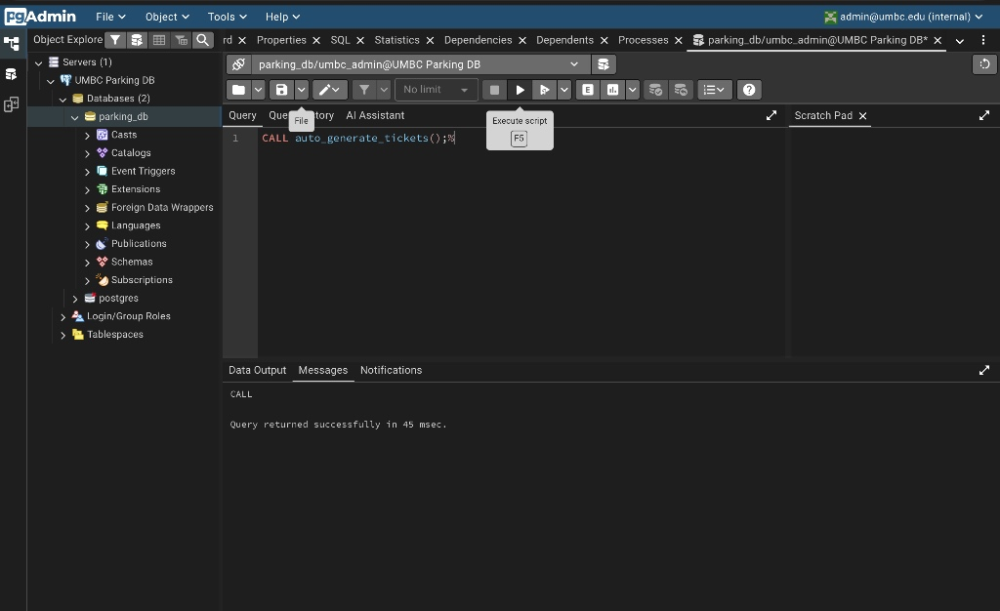 pgAdmin File Object Tools Help admin@umbc.edu (internal)
Object Explore rd Properties SQL Statistics Dependencies Dependents Processes parking_db/umbc_admin@UMBC Parking DB*
Servers (1)
UMBC Parking DB
Databases (2)
parking_db
Casts
Catalogs
Event Triggers
Extensions
Foreign Data Wrappers
Languages
Publications
Schemas
Subscriptions
postgres
Login/Group Roles
Tablespaces
parking_db/umbc_admin@UMBC Parking DB
No limit E
Query Que tory AI Assistant Scratch Pad
File
Execute script
F5
1 CALL auto_generate_tickets();%
Data Output Messages Notifications
CALL
Query returned successfully in 45 msec.